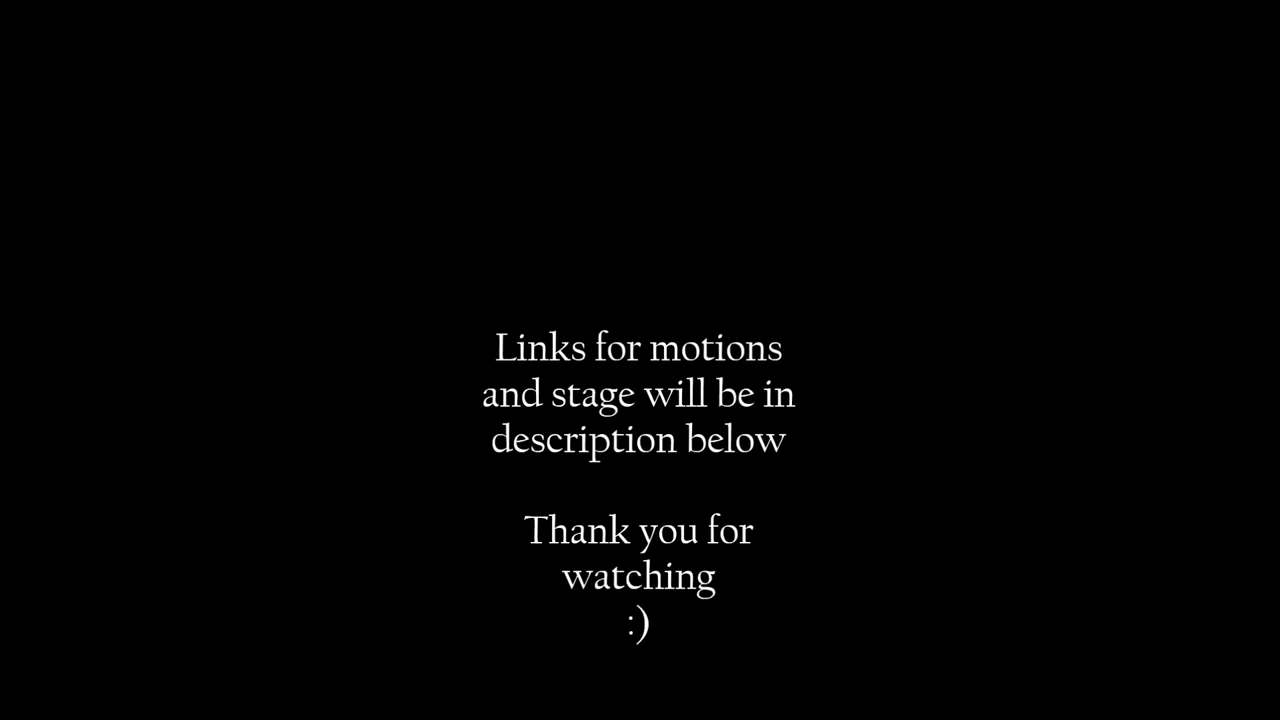 Links for motions
and stage will be in
description below
Thank you for
watching
:)